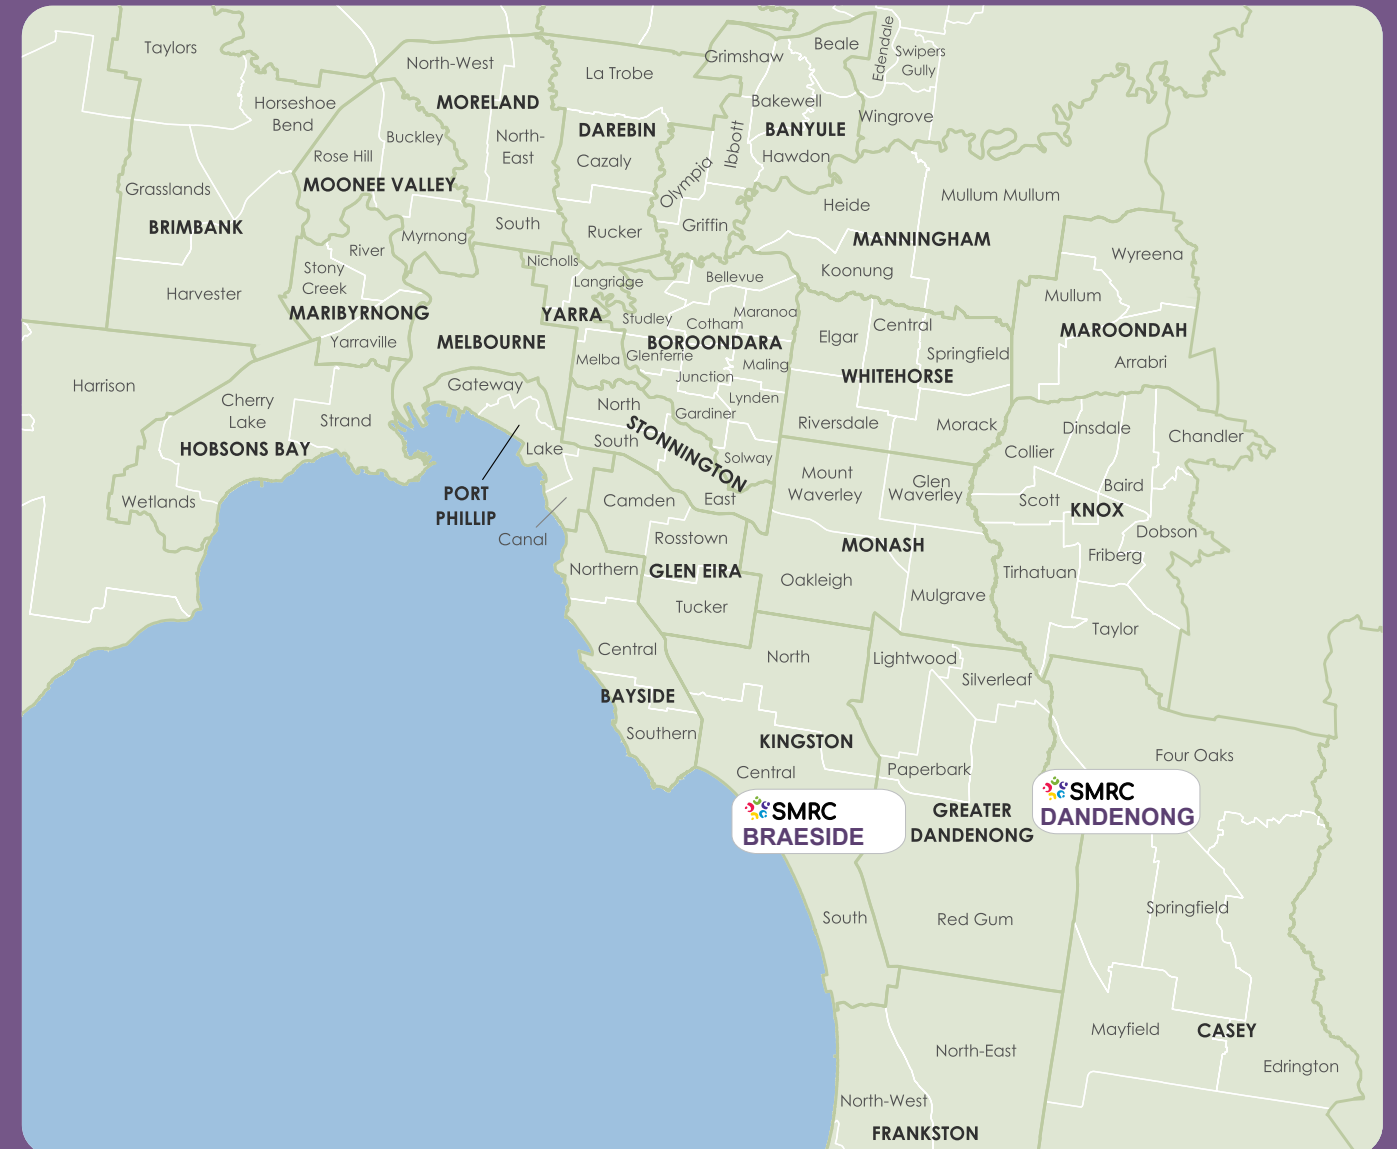 Taylors
North-West
MORELAND
La Trobe
Grimshaw
Beale
Edendale
Swipers
Gully
Horseshoe
Bend
Buckley
North-
East
DAREBIN
Bakewell
BANYULE
Wingrove
Ibbott
Hawdon
Rose Hill
MOONEE VALLEY
Cazaly
Olympia
Grasslands
BRIMBANK
South
Rucker
Griffin
Heide
Mullum Mullum
MANNINGHAM
River
Myrnong
Stony
Creek
Nicholls
Langridge
Bellevue
Koonung
Wyreena
Harvester
MARIBYRNONG
Yarraville
MELBOURNE
YARRA
Studley
Cotham
Maranoa
BOROONDARA
Elgar
Central
Springfield
WHITEHORSE
Mullum
MAROONDAH
Arrabri
Melba
Glenferrie
Maling
Junction
Harrison
Cherry
Lake
Strand
HOBSONS BAY
Wetlands
Gateway
North
Gardiner
Lynden
South
STONNINGTON
Solway
East
Riversdale
Morack
Lake
PORT
PHILLIP
Canal
Camden
Mount
Waverley
Glen
Waverley
Collier
Dinsdale
Chandler
Scott
Baird
KNOX
Dobson
Friberg
Tirhatuan
Taylor
Rosstown
MONASH
Northern
GLEN EIRA
Oakleigh
Mulgrave
Tucker
Central
North
Lightwood
Silverleaf
BAYSIDE
Southern
KINGSTON
Central
Paperbark
Four Oaks
SMRC
BRAESIDE
GREATER
DANDENONG
SMRC
DANDENONG
South
Red Gum
Springfield
Mayfield
CASEY
Edrington
North-East
North-West
FRANKSTON